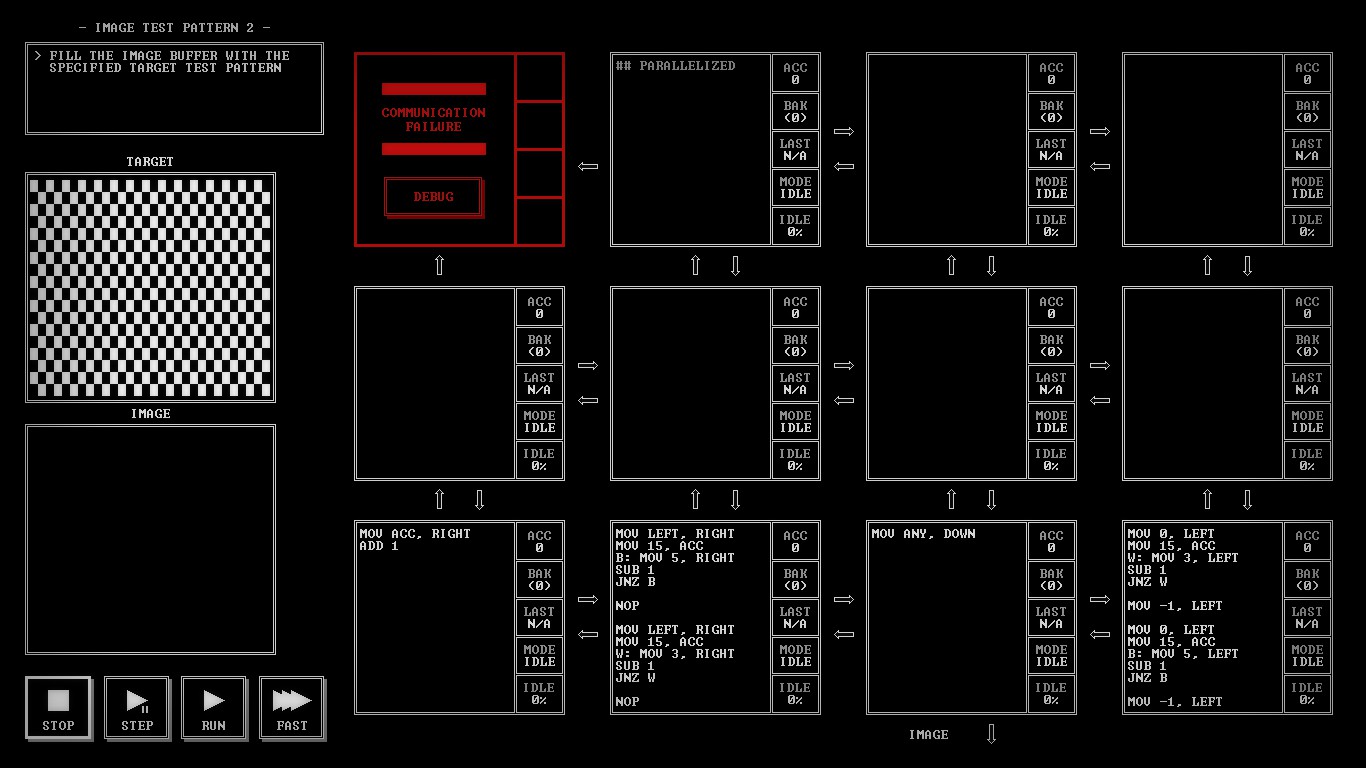 - IMAGE TEST PATTERN 2 -
> FILL THE IMAGE BUFFER WITH THE
SPECIFIED TARGET TEST PATTERN
TARGET
IMAGE
STOP
STEP
RUN
FAST
COMMUNICATION
FAILURE
DEBUG
## PARALLELIZED
ACC
0
BAK
(0)
LAST
N/A
MODE
IDLE
IDLE
0%
ACC
0
BAK
(0)
LAST
N/A
MODE
IDLE
IDLE
0%
ACC
0
BAK
(0)
LAST
N/A
MODE
IDLE
IDLE
0%
ACC
0
BAK
(0)
LAST
N/A
MODE
IDLE
IDLE
0%
ACC
0
BAK
(0)
LAST
N/A
MODE
IDLE
IDLE
0%
ACC
0
BAK
(0)
LAST
N/A
MODE
IDLE
IDLE
0%
ACC
0
BAK
(0)
LAST
N/A
MODE
IDLE
IDLE
0%
MOV ACC, RIGHT
ADD 1
ACC
0
BAK
(0)
LAST
N/A
MODE
IDLE
IDLE
0%
MOV LEFT, RIGHT
MOV 15, ACC
B: MOV 5, RIGHT
SUB 1
JNZ B
NOP
MOV LEFT, RIGHT
MOV 15, ACC
W: MOV 3, RIGHT
SUB 1
JNZ W
NOP
ACC
0
BAK
(0)
LAST
N/A
MODE
IDLE
IDLE
0%
MOV ANY, DOWN
ACC
0
BAK
(0)
LAST
N/A
MODE
IDLE
IDLE
0%
MOV 0, LEFT
MOV 15, ACC
W: MOV 3, LEFT
SUB 1
JNZ W
MOV -1, LEFT
MOV 0, LEFT
MOV 15, ACC
B: MOV 5, LEFT
SUB 1
JNZ B
MOV -1, LEFT
ACC
0
BAK
(0)
LAST
N/A
MODE
IDLE
IDLE
0%
IMAGE